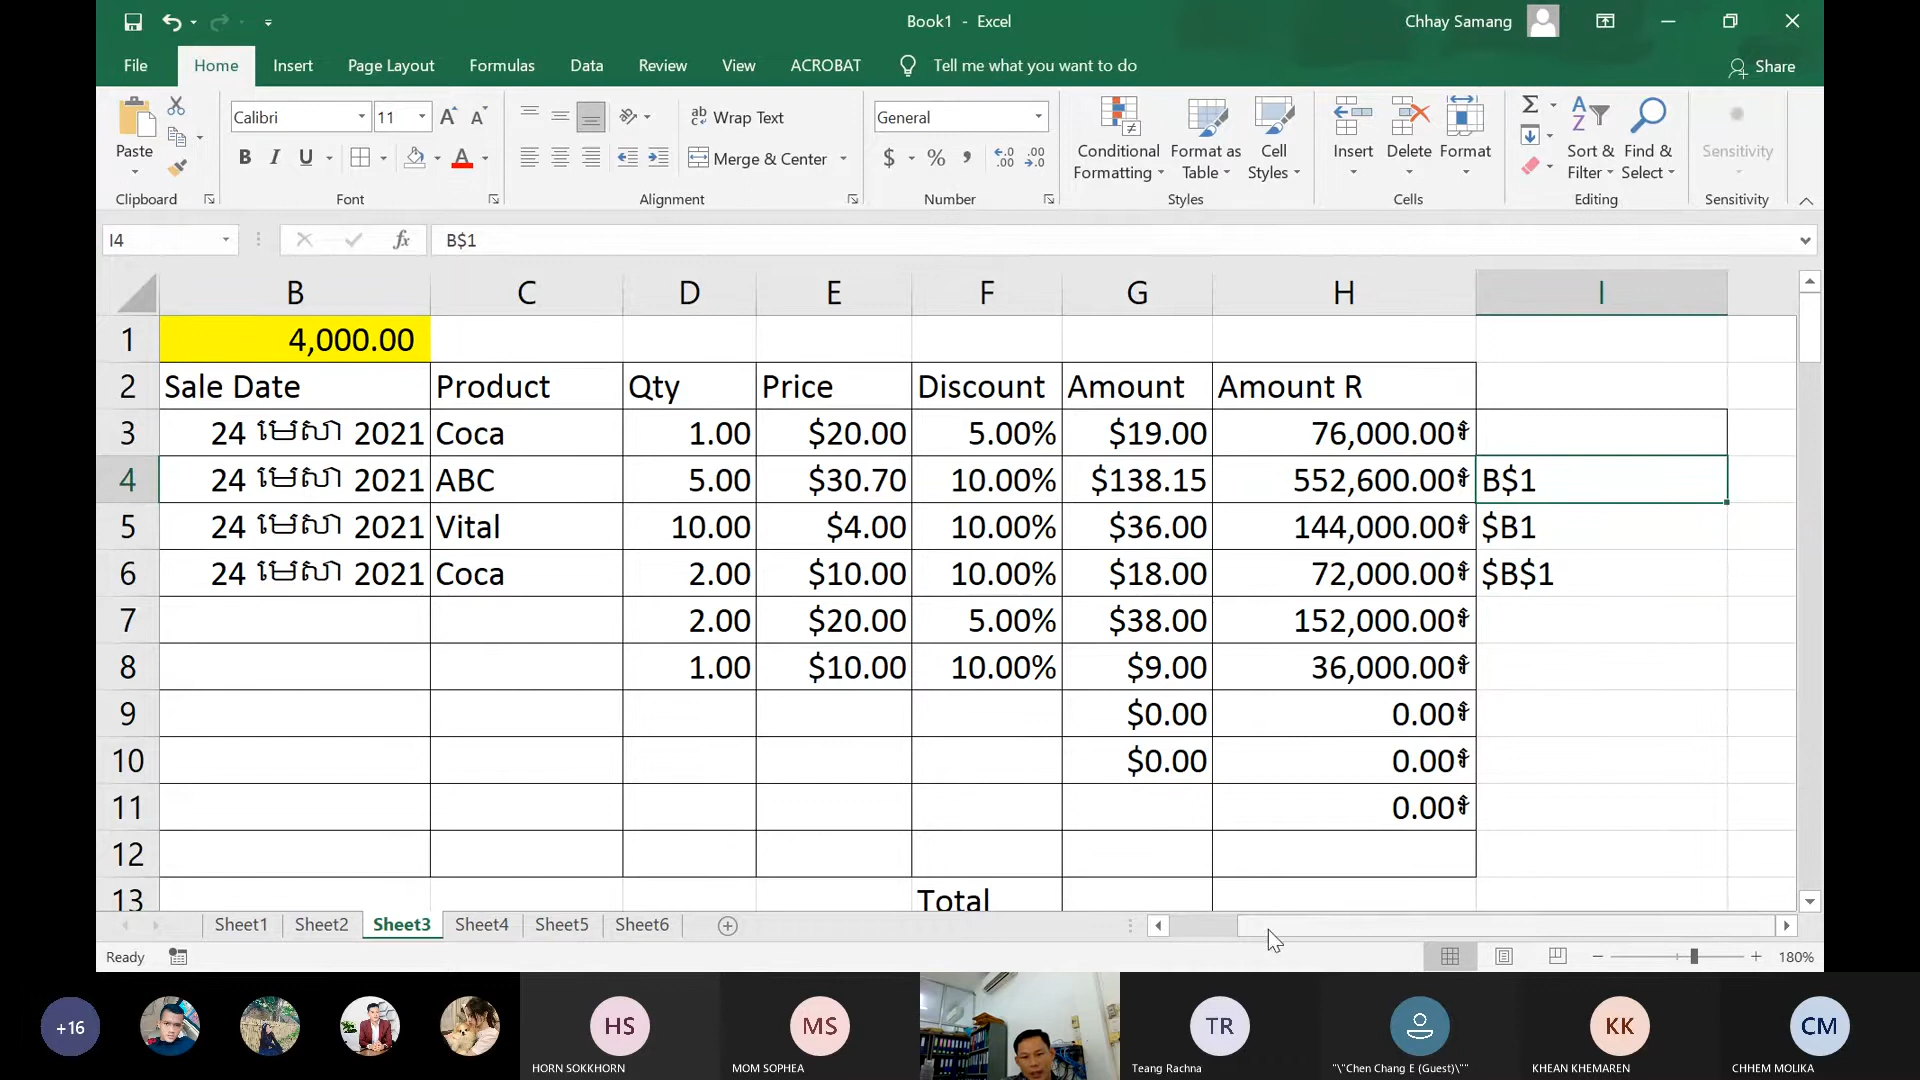 Book1 - Excel
Chhay Samang
File Home Insert Page Layout Formulas Data Review View ACROBAT Tell me what you want to do Share
Paste
Clipboard
Calibri 11
B I U A
Font
ab Wrap Text
Merge & Center
Alignment
General
$ % , .00 .00
Number
Conditional Formatting
Format as Table
Cell Styles
Styles
Insert Delete Format
Cells
Sort & Filter
Find & Select
Editing
Sensitivity
Sensitivity
I4 fx B$1
B C D E F G H I
1 4,000.00
2 Sale Date Product Qty Price Discount Amount Amount R
3 24 មេសា 2021 Coca 1.00 $20.00 5.00% $19.00 76,000.00៛
4 24 មេសា 2021 ABC 5.00 $30.70 10.00% $138.15 552,600.00៛ B$1
5 24 មេសា 2021 Vital 10.00 $4.00 10.00% $36.00 144,000.00៛ $B1
6 24 មេសា 2021 Coca 2.00 $10.00 10.00% $18.00 72,000.00៛ $B$1
7 2.00 $20.00 5.00% $38.00 152,000.00៛
8 1.00 $10.00 10.00% $9.00 36,000.00៛
9 $0.00 0.00៛
10 $0.00 0.00៛
11 0.00៛
12
13 Total
Sheet1 Sheet2 Sheet3 Sheet4 Sheet5 Sheet6
Ready 180%
+16 HS MS TR KK CM
HORN SOKKHORN MOM SOPHEA Teang Rachna "\"Chen Chang E (Guest)\"" KHEAN KHEMAREN CHHEM MOLIKA